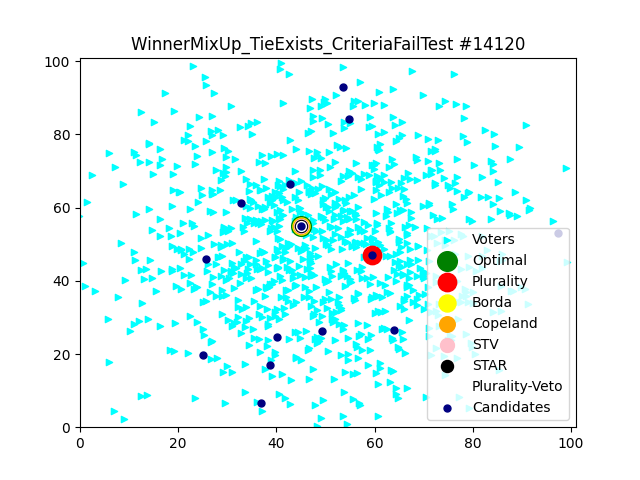 WinnerMixUp_TieExists_CriteriaFailTest #14120
100
80
60
40
20
0
0 20 40 60 80 100
Voters
Optimal
Plurality
Borda
Copeland
STV
STAR
Plurality-Veto
Candidates